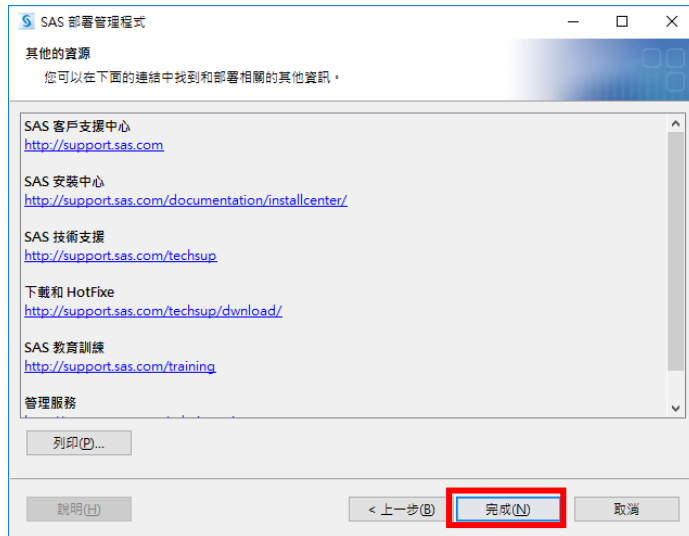 SAS 部署管理程式
其他的資源
您可以在下面的連結中找到和部署相關的其他資訊。
SAS 客戶支援中心
http://support.sas.com
SAS 安裝中心
http://support.sas.com/documentation/installcenter/
SAS 技術支援
http://support.sas.com/techsup
下載和 HotFixe
http://support.sas.com/techsup/dwnload/
SAS 教育訓練
http://support.sas.com/training
管理服務
列印(P)...
說明(H)
< 上一步(B)
完成(N)
取消